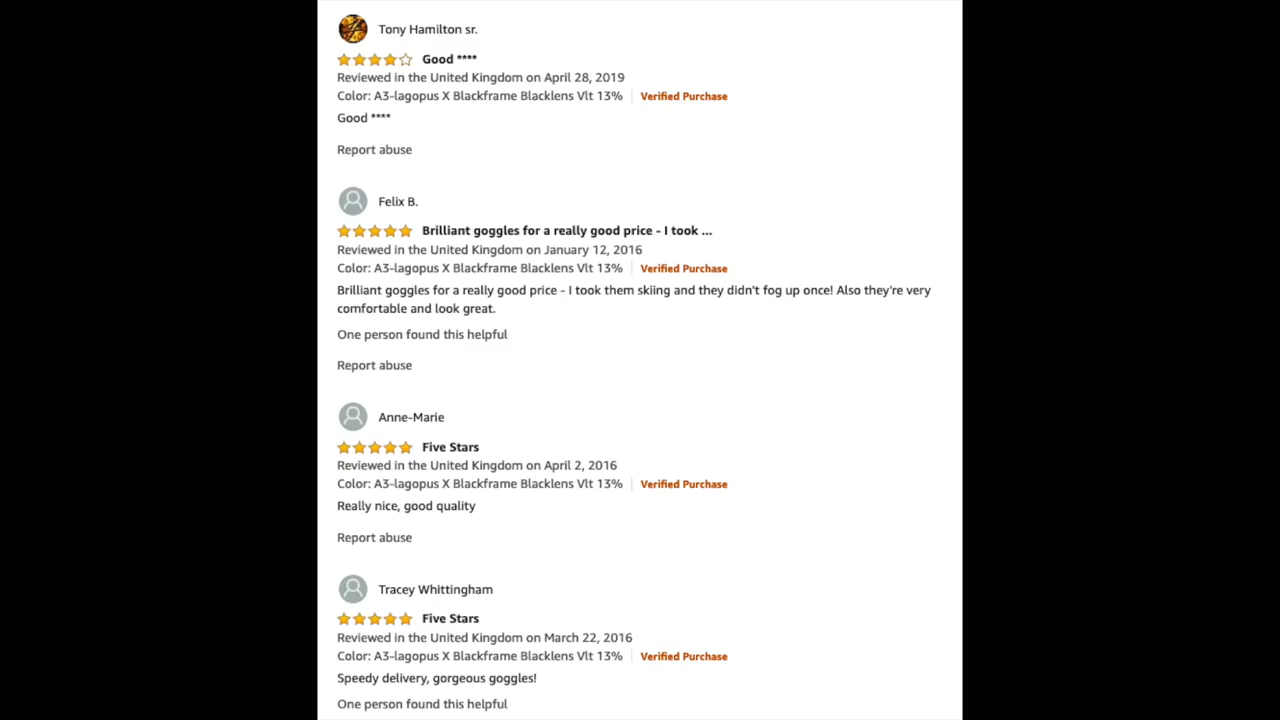 Tony Hamilton sr.
Good ****
Reviewed in the United Kingdom on April 28, 2019
Color: A3-lagopus X Blackframe Blacklens Vlt 13% Verified Purchase
Good ****
Report abuse
Felix B.
Brilliant goggles for a really good price - I took ...
Reviewed in the United Kingdom on January 12, 2016
Color: A3-lagopus X Blackframe Blacklens Vlt 13% Verified Purchase
Brilliant goggles for a really good price - I took them skiing and they didn't fog up once! Also they're very
comfortable and look great.
One person found this helpful
Report abuse
Anne-Marie
Five Stars
Reviewed in the United Kingdom on April 2, 2016
Color: A3-lagopus X Blackframe Blacklens Vlt 13% Verified Purchase
Really nice, good quality
Report abuse
Tracey Whittingham
Five Stars
Reviewed in the United Kingdom on March 22, 2016
Color: A3-lagopus X Blackframe Blacklens Vlt 13% Verified Purchase
Speedy delivery, gorgeous goggles!
One person found this helpful